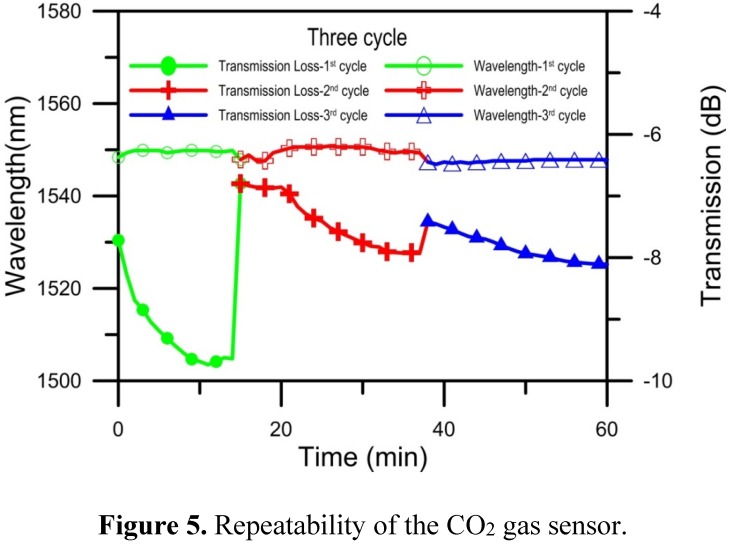 1580
1560
1540
1520
1500
Wavelength(nm)
Three cycle
Transmission Loss-1st cycle
Transmission Loss-2nd cycle
Transmission Loss-3rd cycle
Wavelength-1st cycle
Wavelength-2nd cycle
Wavelength-3rd cycle
-4
-6
-8
-10
Transmission (dB)
0 20 40 60
Time (min)
Figure 5. Repeatability of the CO2 gas sensor.